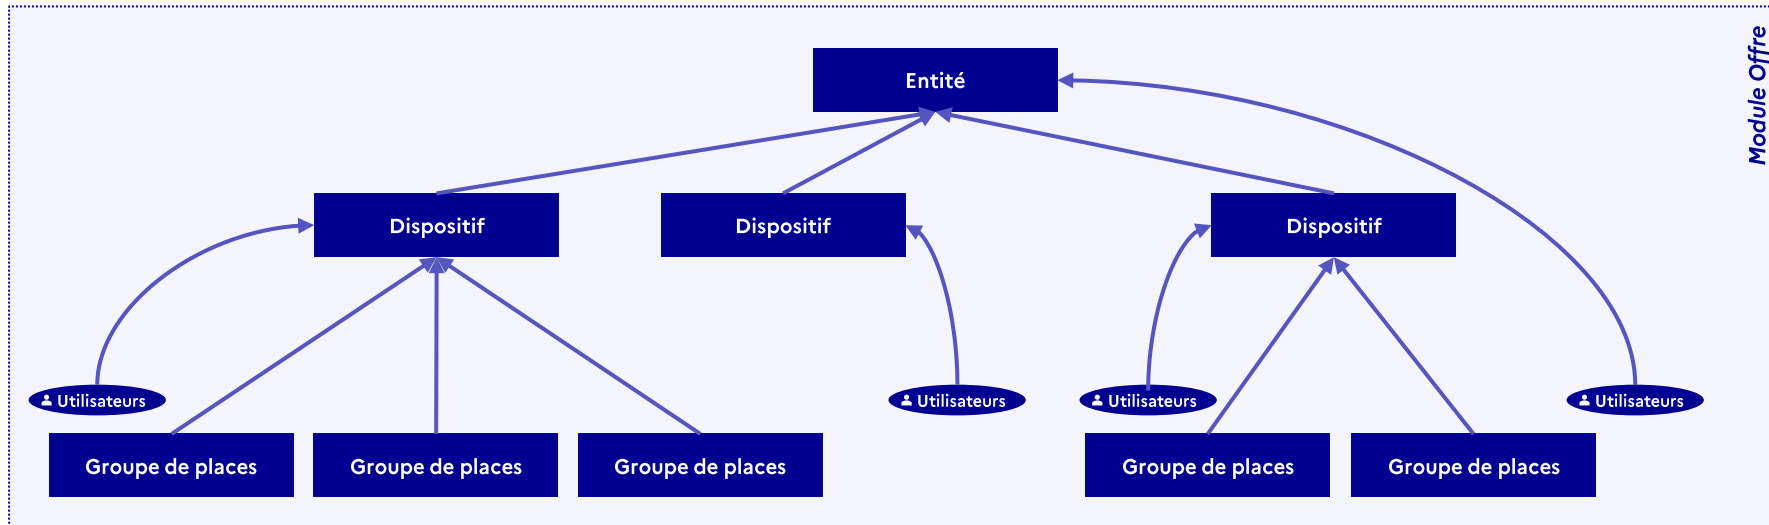 Module Offre
Entité
Dispositif
Dispositif
Dispositif
Utilisateurs
Utilisateurs
Utilisateurs
Utilisateurs
Groupe de places
Groupe de places
Groupe de places
Groupe de places
Groupe de places